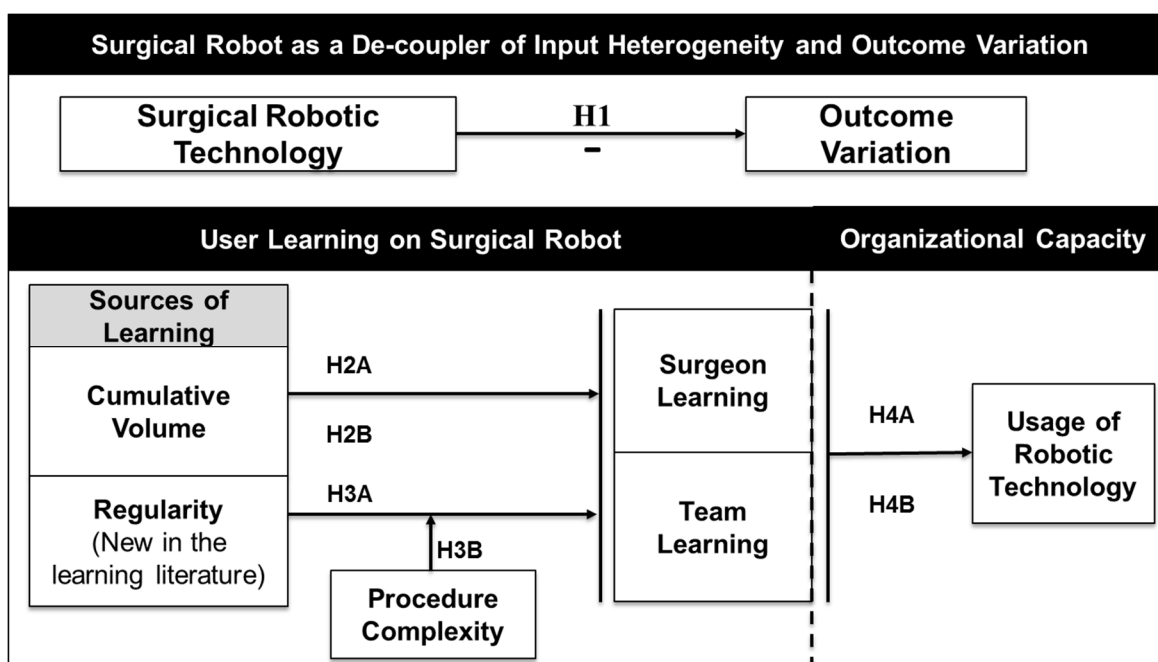 Surgical Robot as a De-coupler of Input Heterogeneity and Outcome Variation
Surgical Robotic
Technology
H1
-
Outcome
Variation
User Learning on Surgical Robot
Organizational Capacity
Sources of
Learning
Cumulative
Volume
Regularity
(New in the
learning literature)
H2A
H2B
H3A
H3B
Procedure
Complexity
Surgeon
Learning
Team
Learning
H4A
H4B
Usage of
Robotic
Technology